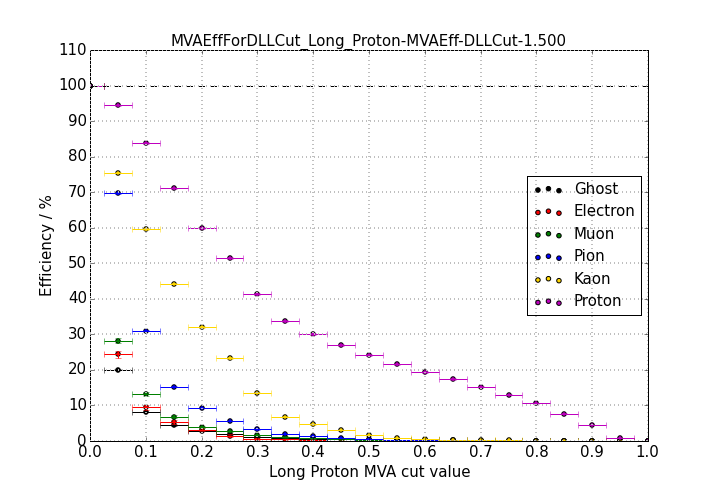 MVAEffForDLLCut_Long_Proton-MVAEff-DLLCut-1.500
110
100
90
80
70
60
50
40
30
20
10
0
Efficiency / %
Ghost
Electron
Muon
Pion
Kaon
Proton
0.0 0.1 0.2 0.3 0.4 0.5 0.6 0.7 0.8 0.9 1.0
Long Proton MVA cut value